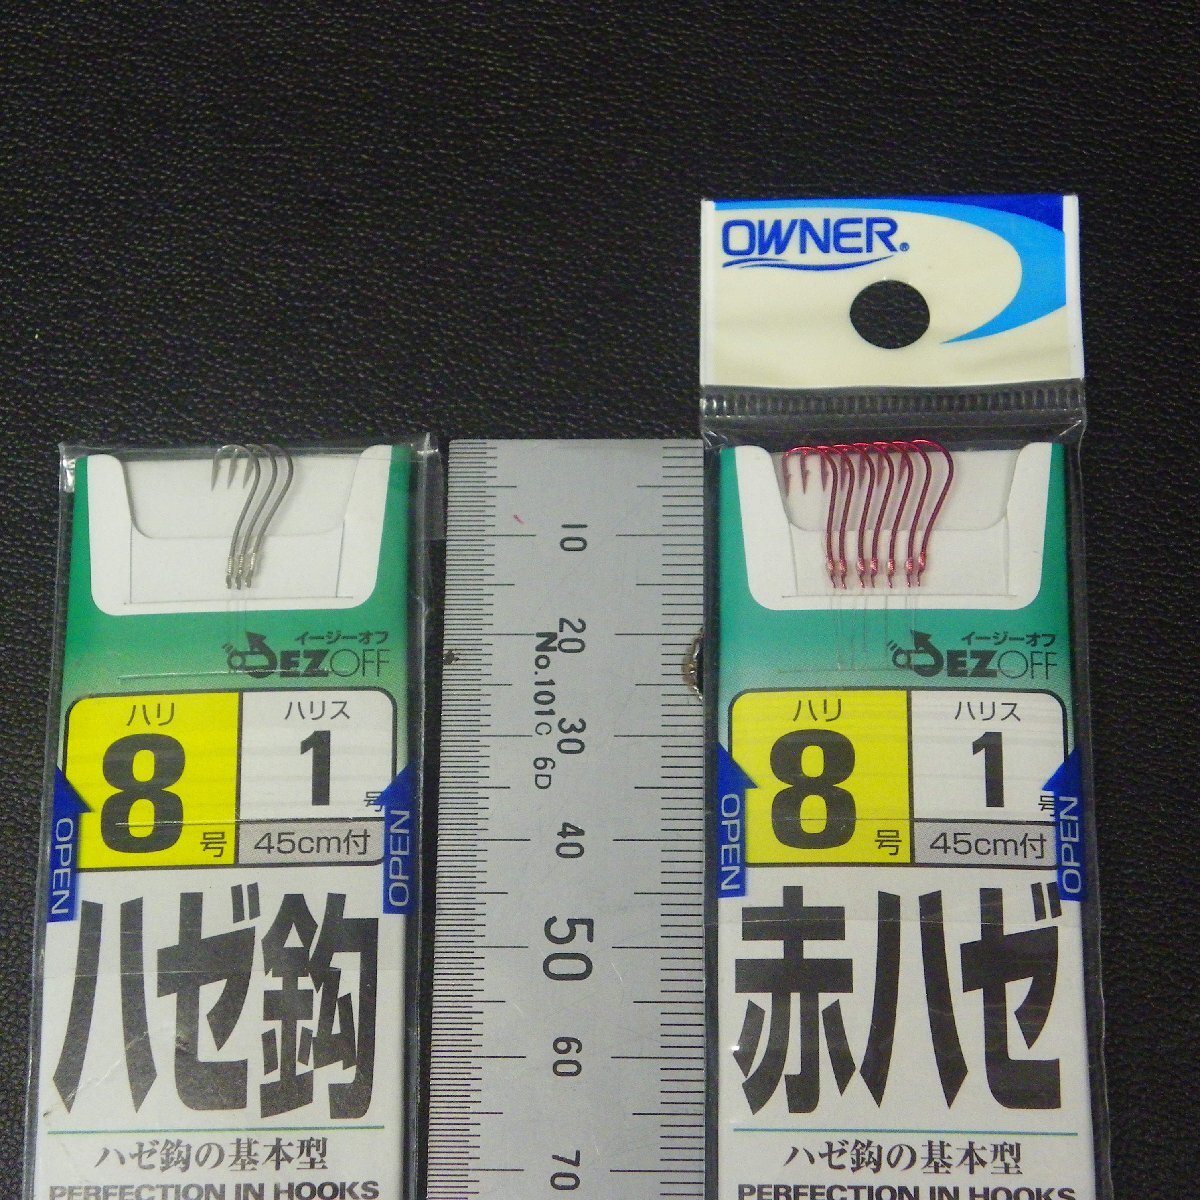 イージーオフ
EZOFF
ハリ
8号
ハリス
1号
45cm付
OPEN
OPEN
ハゼ鈎
ハゼ鈎の基本型
PERFECTION IN HOOKS
10
20
30
40
50
60
70
No.101C 6D
OWNER®
イージーオフ
EZOFF
ハリ
8号
ハリス
1号
45cm付
OPEN
OPEN
赤ハゼ
ハゼ鈎の基本型
PERFECTION IN HOOKS